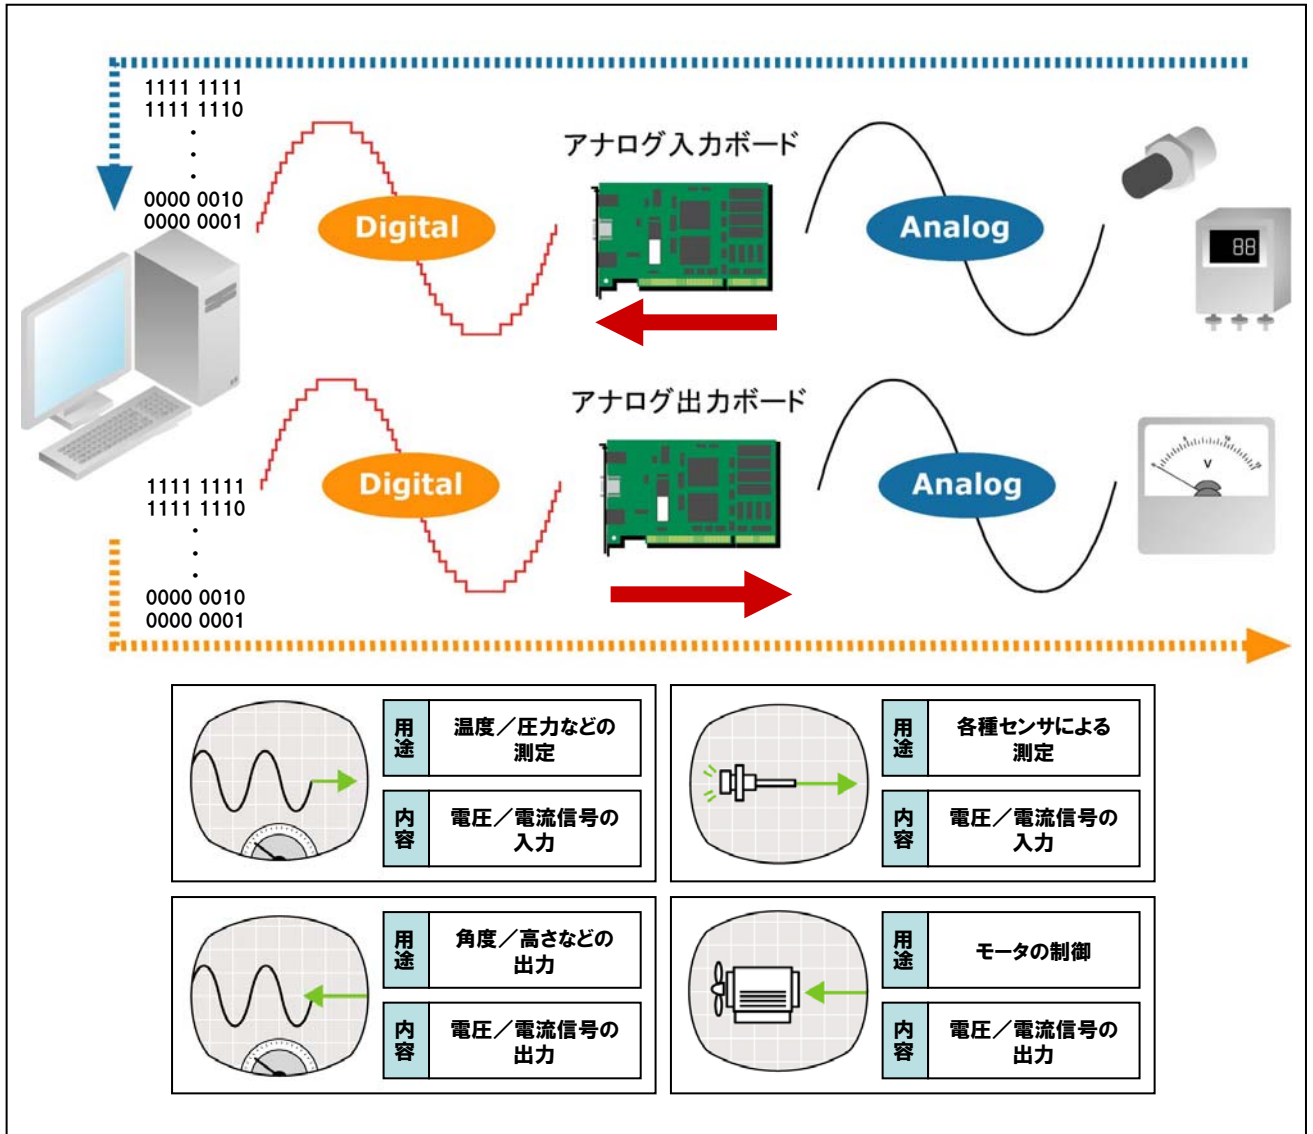 1111 1111
1111 1110
・
・
・
0000 0010
0000 0001
Digital
アナログ入力ボード
Analog
88
アナログ出力ボード
Digital
Analog
0
5
10
15
V
1111 1111
1111 1110
・
・
・
0000 0010
0000 0001
用途
温度／圧力などの
測定
内容
電圧／電流信号の
入力
用途
各種センサによる
測定
内容
電圧／電流信号の
入力
用途
角度／高さなどの
出力
内容
電圧／電流信号の
出力
用途
モータの制御
内容
電圧／電流信号の
出力